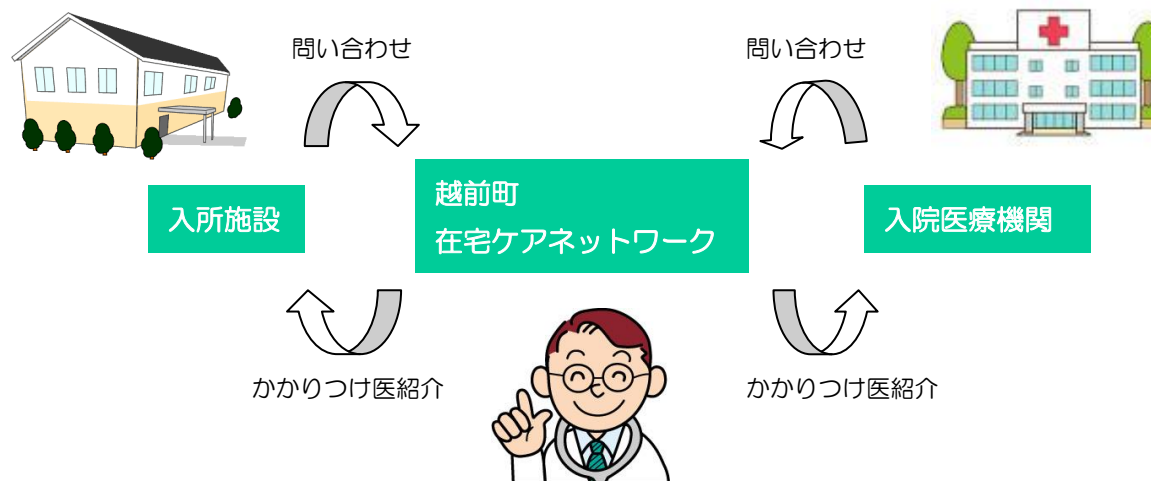 問い合わせ
問い合わせ
入所施設
越前町
在宅ケアネットワーク
入院医療機関
かかりつけ医紹介
かかりつけ医紹介